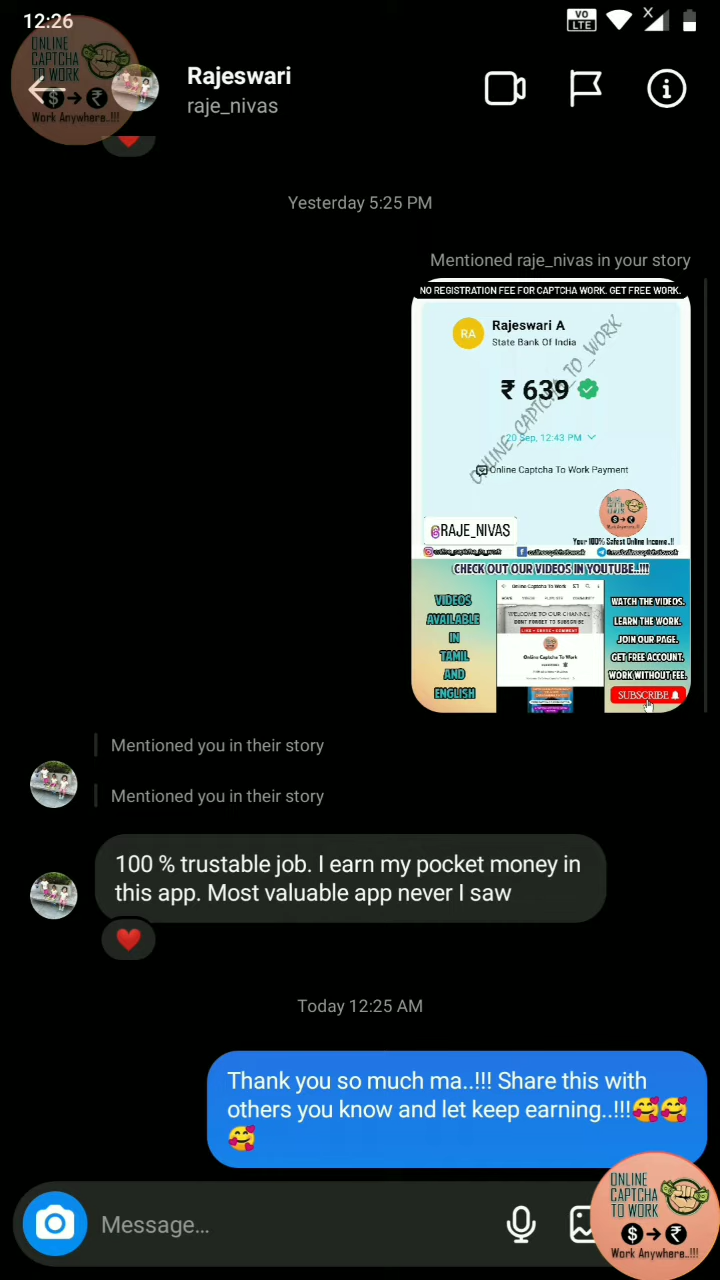 12:26
VO
LTE
X
ONLINE
CAPTCHA
TO WORK
$ → ₹
Work Anywhere..!!!
Rajeswari
raje_nivas
Yesterday 5:25 PM
Mentioned raje_nivas in your story
NO REGISTRATION FEE FOR CAPTCHA WORK. GET FREE WORK.
RA
Rajeswari A
State Bank Of India
₹ 639
20 Sep, 12:43 PM
Online Captcha To Work Payment
ONLINE_CAPTCHA_TO_WORK
@RAJE_NIVAS
Your 100% Safest Online Income..!!
CHECK OUT OUR VIDEOS IN YOUTUBE..!!!
VIDEOS
AVAILABLE
IN
TAMIL
AND
ENGLISH
Online Captcha To Work
WELCOME TO OUR CHANNEL
DONT FORGET TO SUBSCRIBE
LIKE - SHARE - COMMENT
Online Captcha To Work
WATCH THE VIDEOS.
LEARN THE WORK.
JOIN OUR PAGE.
GET FREE ACCOUNT.
WORK WITHOUT FEE.
SUBSCRIBE
Mentioned you in their story
Mentioned you in their story
100 % trustable job. I earn my pocket money in
this app. Most valuable app never I saw
Today 12:25 AM
Thank you so much ma..!!! Share this with
others you know and let keep earning..!!!🥰🥰
🥰
Message...
ONLINE
CAPTCHA
TO WORK
$ → ₹
Work Anywhere..!!!